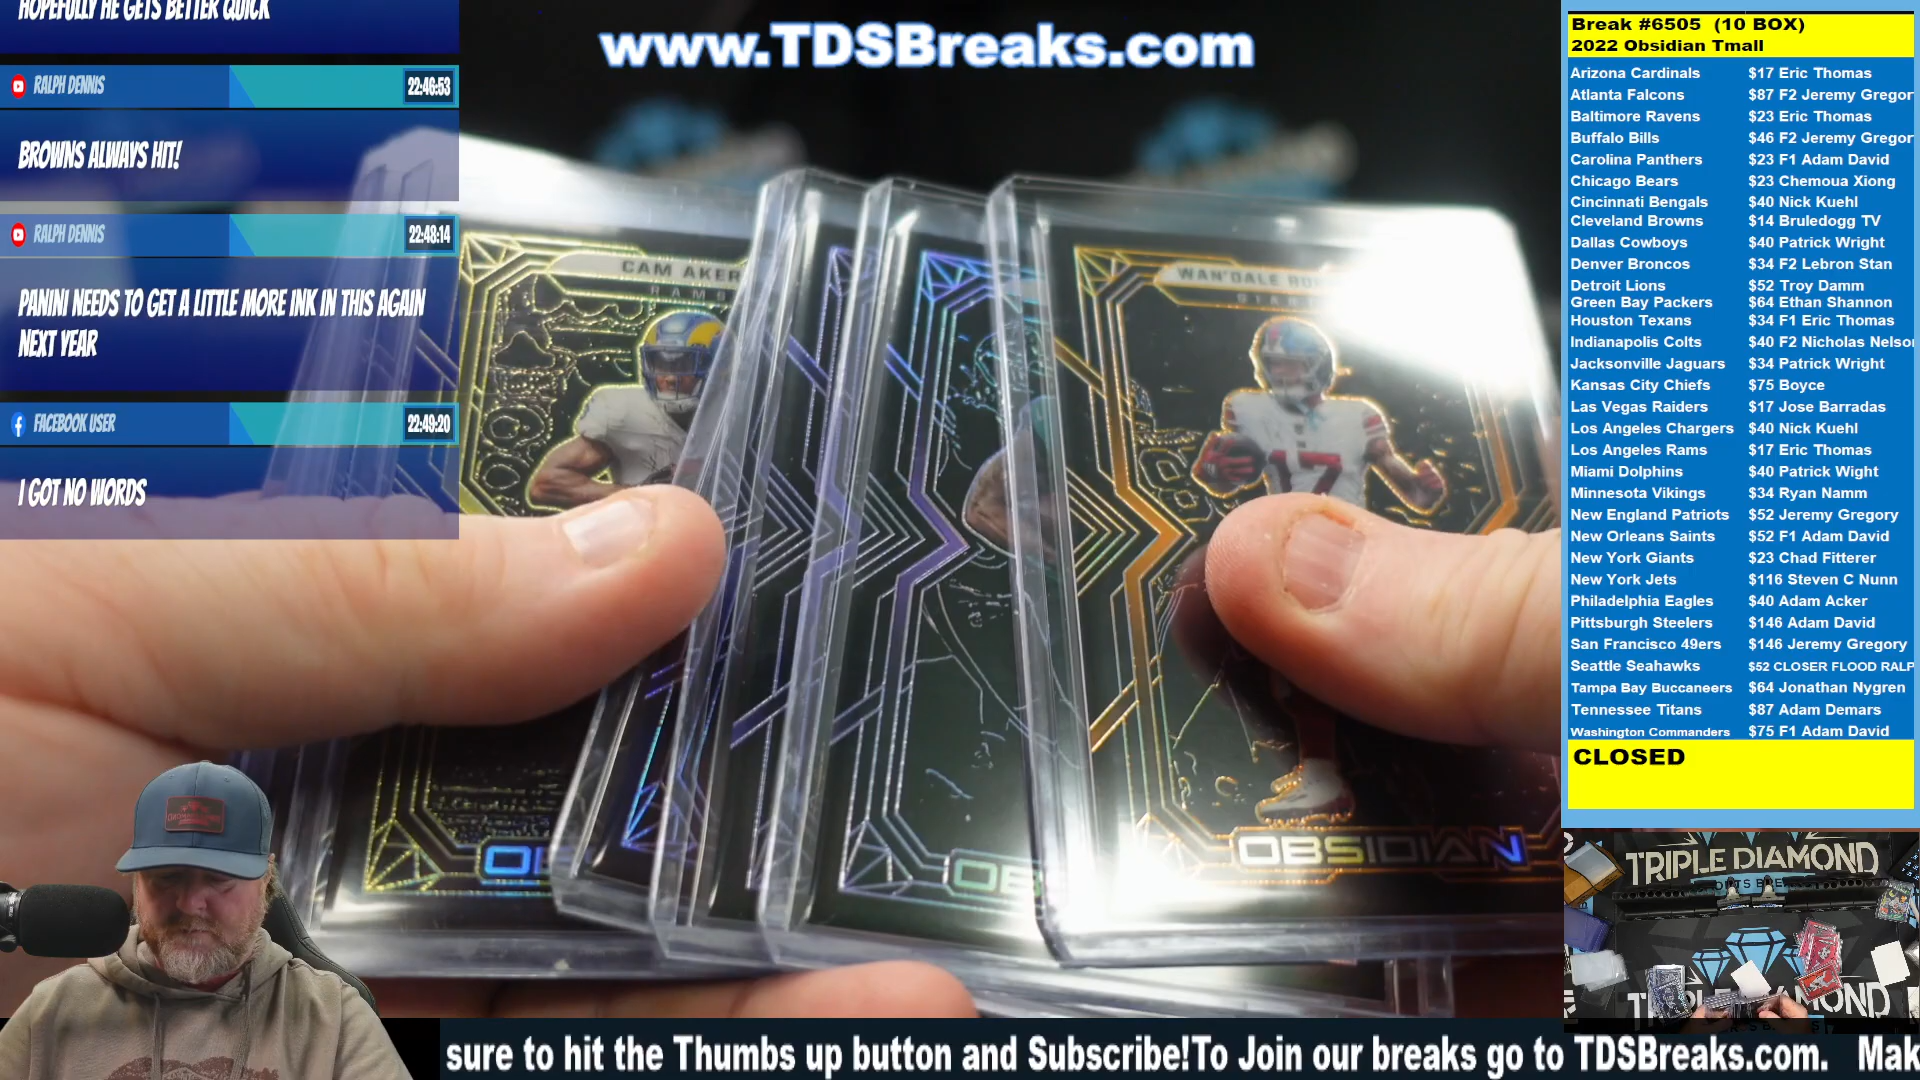 HOPEFULLY HE GETS BETTER QUICK
RALPH DENNIS 22:46:53
BROWNS ALWAYS HIT!
RALPH DENNIS 22:48:14
PANINI NEEDS TO GET A LITTLE MORE INK IN THIS AGAIN
NEXT YEAR
FACEBOOK USER 22:49:20
I GOT NO WORDS
www.TDSBreaks.com
CAM AKER
RAMS
WAN'DALE RO
OB
OB
17
OBSIDIAN
Break #6505 (10 BOX)
2022 Obsidian Tmall
Arizona Cardinals $17 Eric Thomas
Atlanta Falcons $87 F2 Jeremy Gregor
Baltimore Ravens $23 Eric Thomas
Buffalo Bills $46 F2 Jeremy Gregor
Carolina Panthers $23 F1 Adam David
Chicago Bears $23 Chemoua Xiong
Cincinnati Bengals $40 Nick Kuehl
Cleveland Browns $14 Bruledogg TV
Dallas Cowboys $40 Patrick Wright
Denver Broncos $34 F2 Lebron Stan
Detroit Lions $52 Troy Damm
Green Bay Packers $64 Ethan Shannon
Houston Texans $34 F1 Eric Thomas
Indianapolis Colts $40 F2 Nicholas Nelson
Jacksonville Jaguars $34 Patrick Wright
Kansas City Chiefs $75 Boyce
Las Vegas Raiders $17 Jose Barradas
Los Angeles Chargers $40 Nick Kuehl
Los Angeles Rams $17 Eric Thomas
Miami Dolphins $40 Patrick Wight
Minnesota Vikings $34 Ryan Namm
New England Patriots $52 Jeremy Gregory
New Orleans Saints $52 F1 Adam David
New York Giants $23 Chad Fitterer
New York Jets $116 Steven C Nunn
Philadelphia Eagles $40 Adam Acker
Pittsburgh Steelers $146 Adam David
San Francisco 49ers $146 Jeremy Gregory
Seattle Seahawks $52 CLOSER FLOOD RALP
Tampa Bay Buccaneers $64 Jonathan Nygren
Tennessee Titans $87 Adam Demars
Washington Commanders $75 F1 Adam David
CLOSED
TRIPLE DIAMOND
sure to hit the Thumbs up button and Subscribe!To Join our breaks go to TDSBreaks.com. Mak